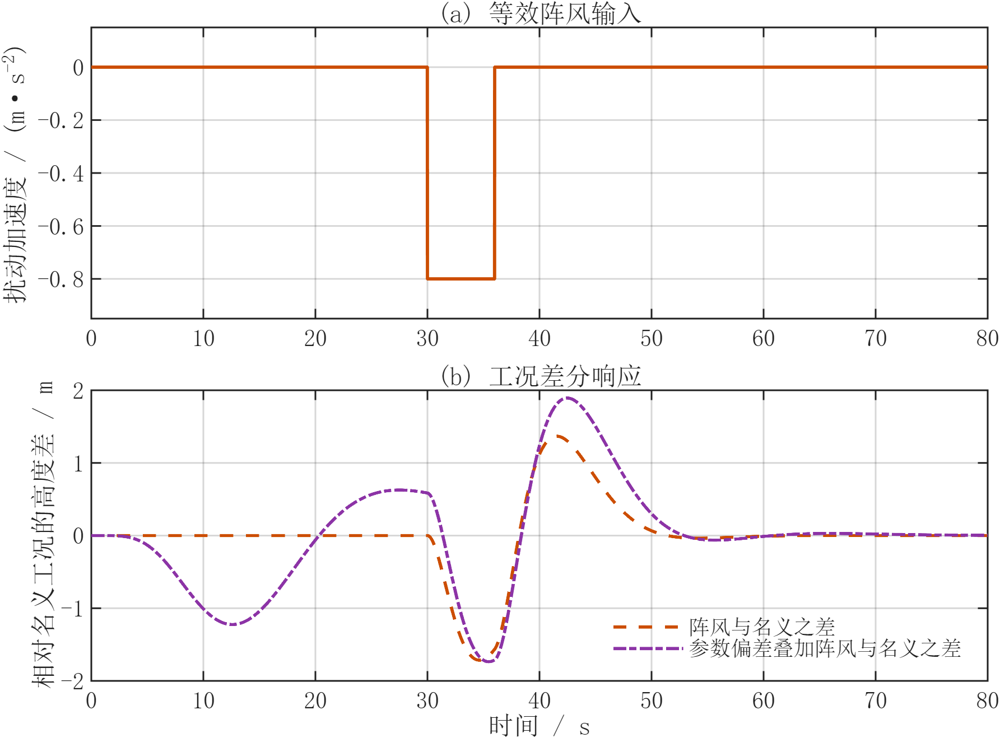 (a) 等效阵风输入
扰动加速度 / (m·s⁻²)
0
-0.2
-0.4
-0.6
-0.8
0 10 20 30 40 50 60 70 80
(b) 工况差分响应
相对名义工况的高度差 / m
2
1
0
-1
-2
阵风与名义之差
参数偏差叠加阵风与名义之差
0 10 20 30 40 50 60 70 80
时间 / s